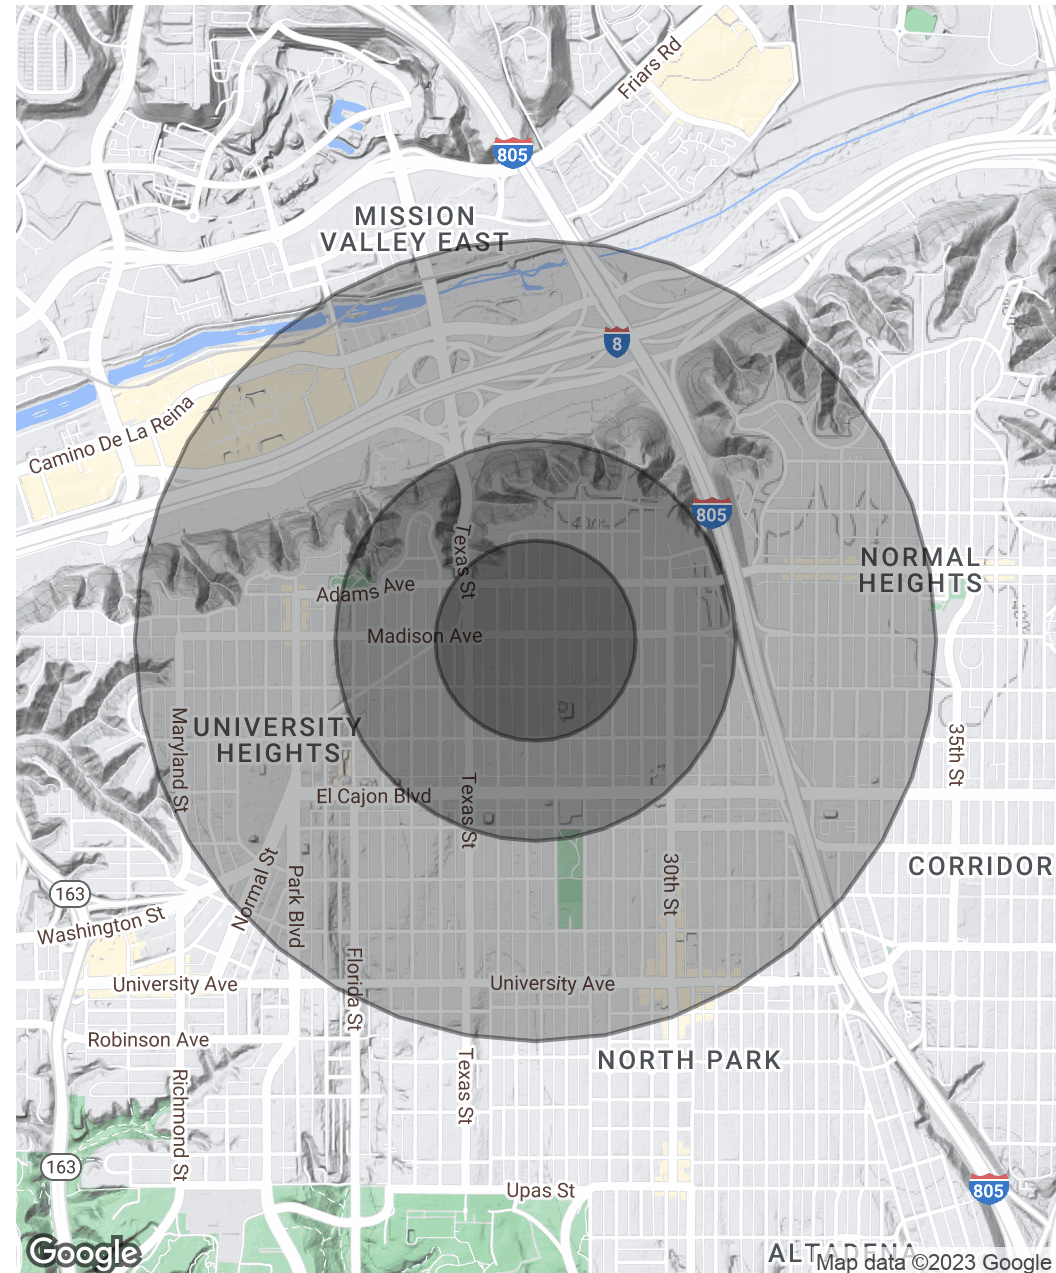 Friars Rd
805
MISSION
VALLEY EAST
8
Camino De La Reina
805
Texas St
NORMAL
HEIGHTS
Adams Ave
Madison Ave
Maryland St
UNIVERSITY
HEIGHTS
35th St
El Cajon Blvd
Texas St
CORRIDOR
163
Normal St
Park Blvd
30th St
Washington St
University Ave
Florida St
University Ave
Robinson Ave
NORTH PARK
Texas St
Richmond St
163
Upas St
805
Google
ALTADENA
Map data ©2023 Google